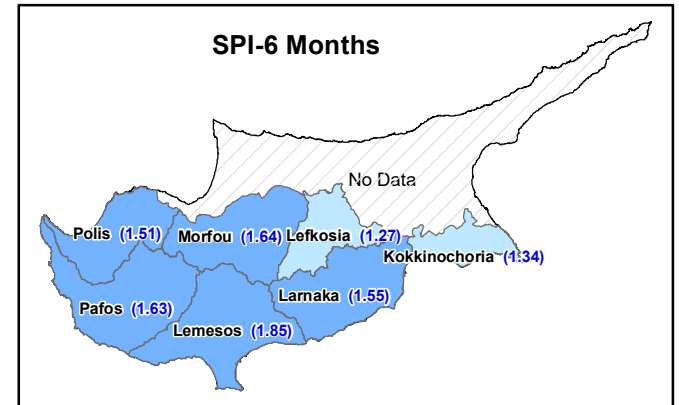 SPI-6 Months
No Data
Polis (1.51)
Morfou (1.64)
Lefkosia (1.27)
Kokkinochoria (1.34)
Pafos (1.63)
Larnaka (1.55)
Lemesos (1.85)